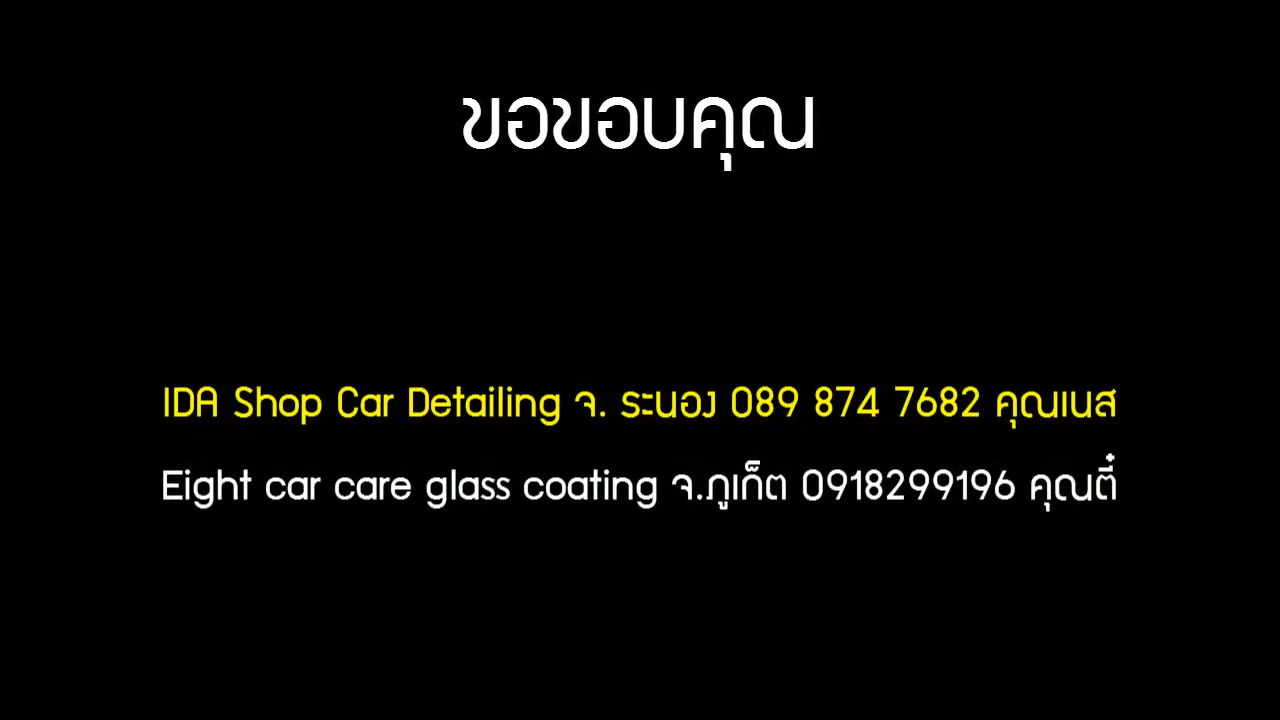 ขอขอบคุณ
IDA Shop Car Detailing จ. ระนอง 089 874 7682 คุณเนส
Eight car care glass coating จ.ภูเก็ต 0918299196 คุณตี๋